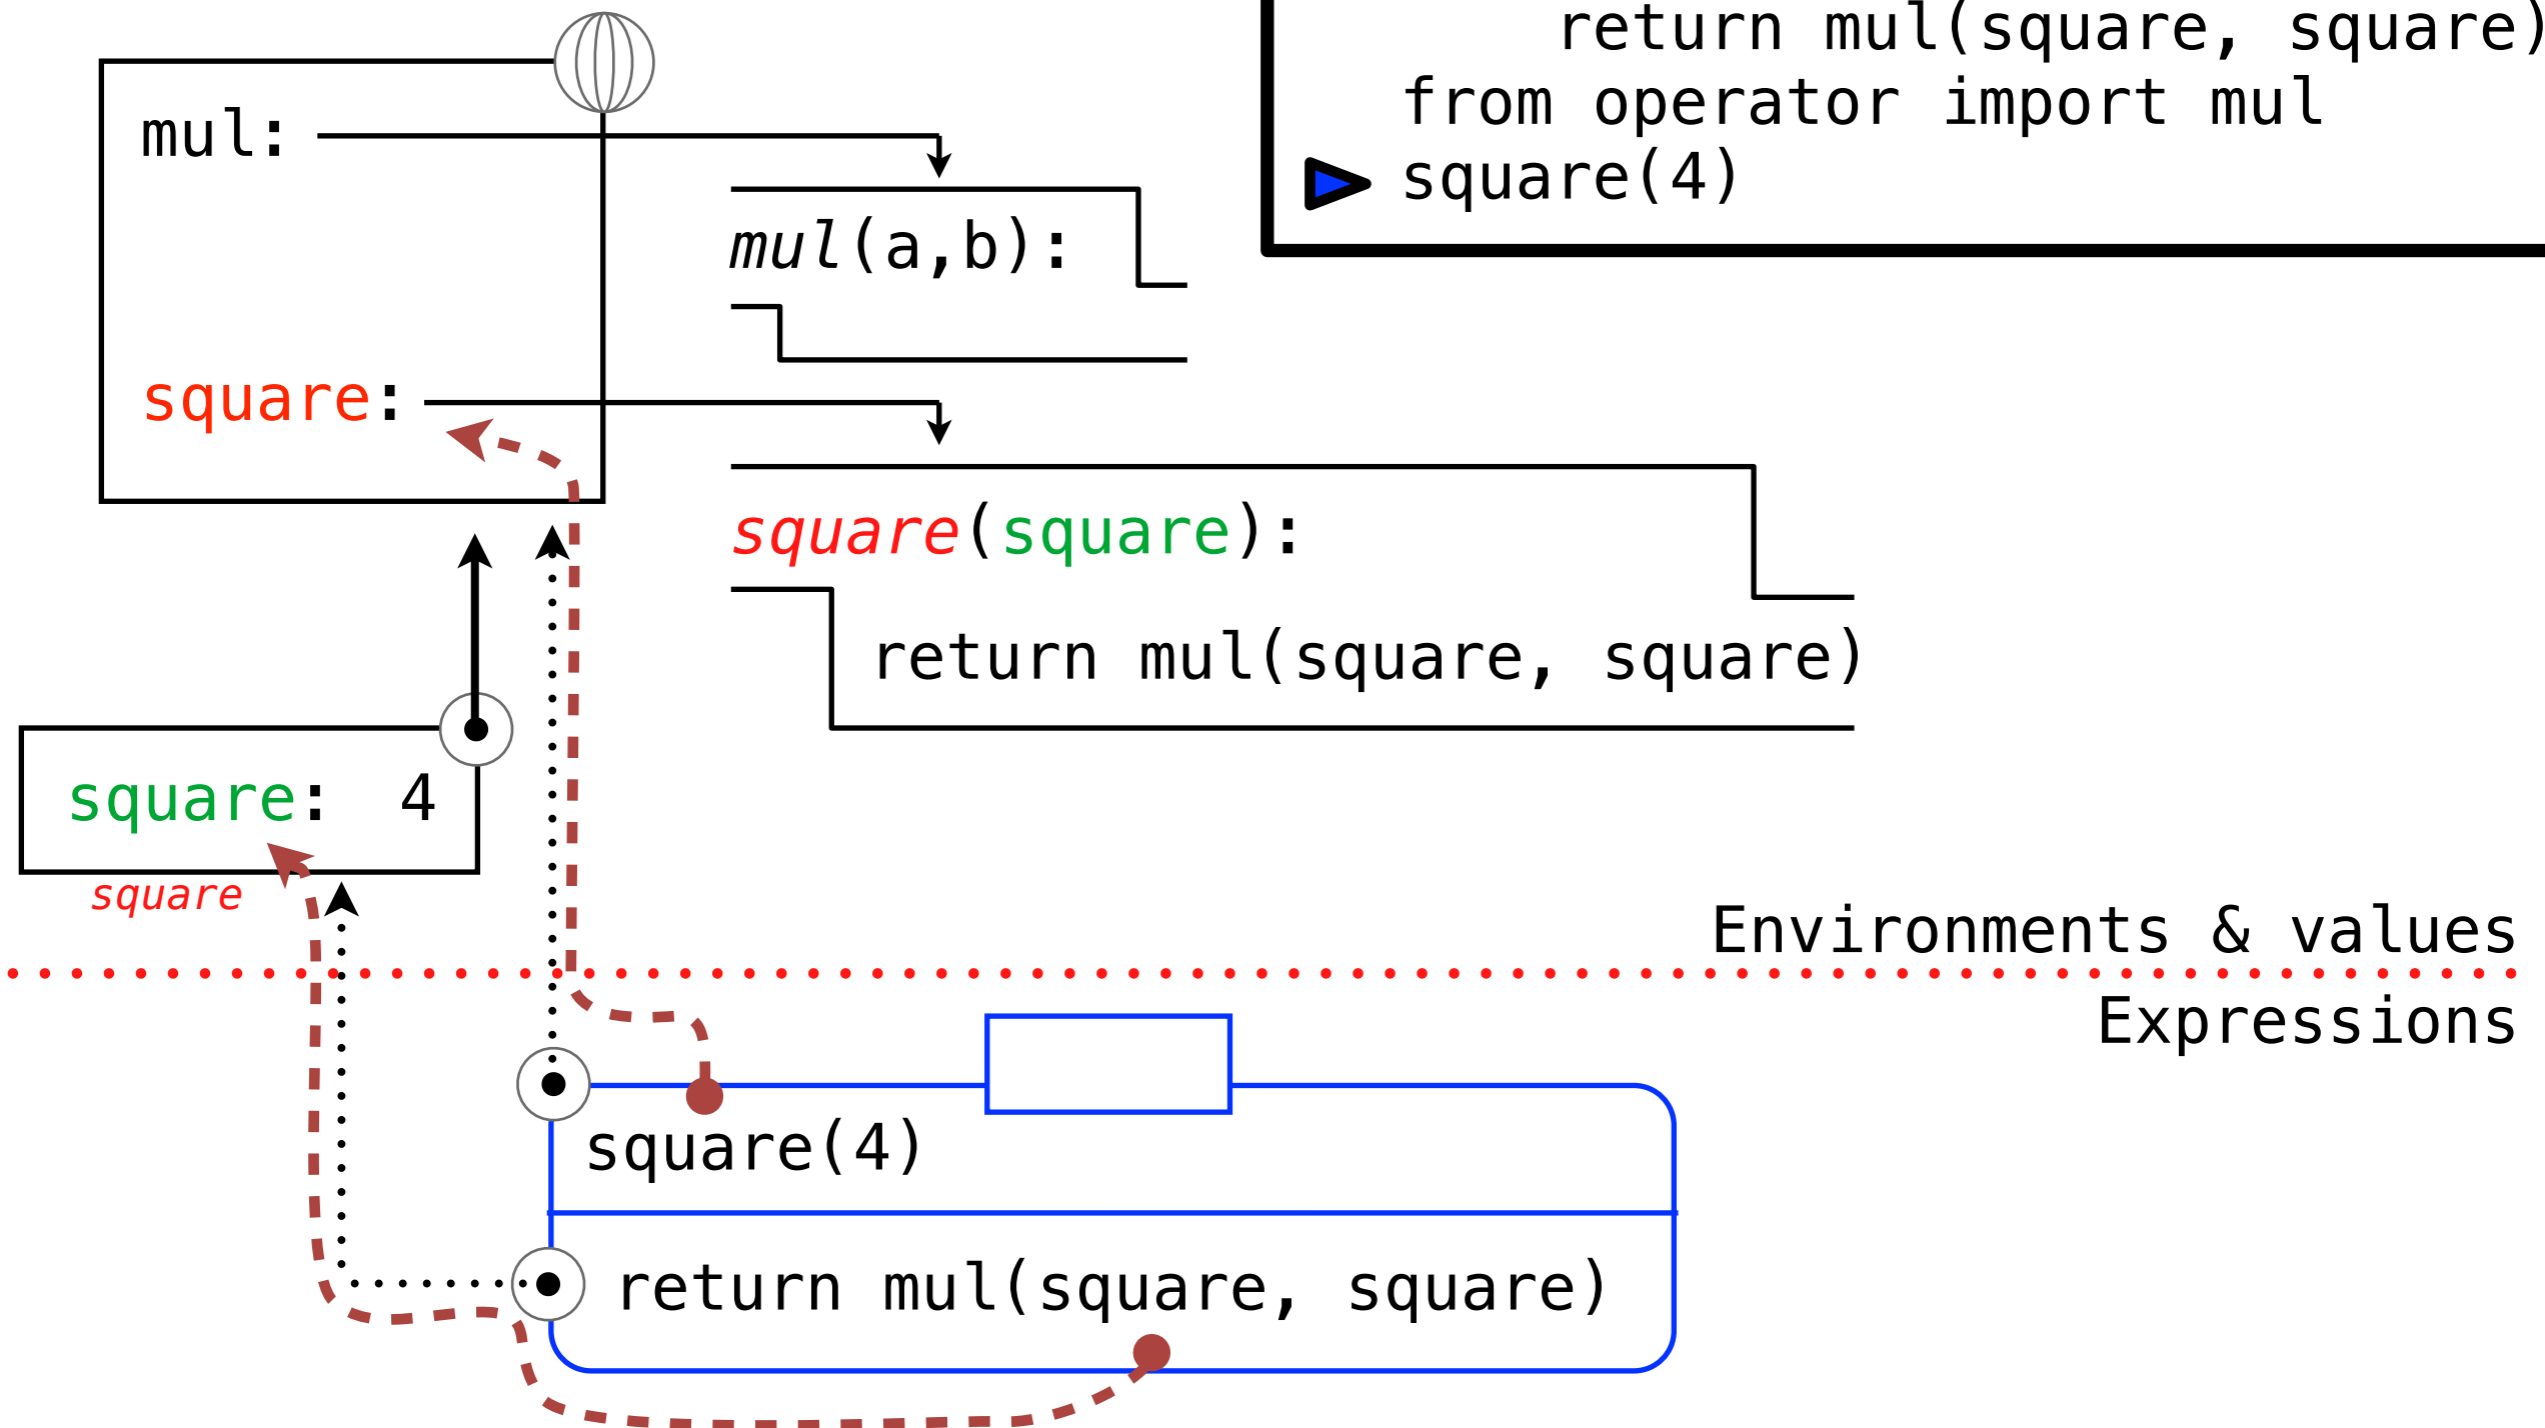 return mul(square, square)
from operator import mul
square(4)
mul:
mul(a,b):
square:
square(square):
return mul(square, square)
square: 4
square
Environments & values
Expressions
square(4)
return mul(square, square)